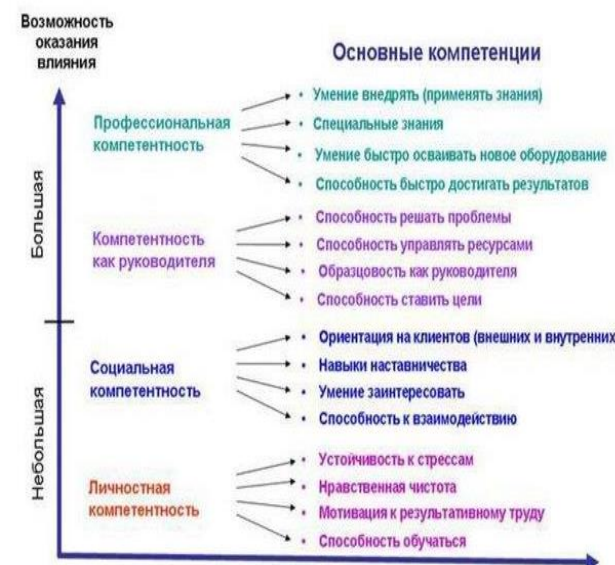 Возможность
оказания
влияния
Основные компетенции
Большая
Профессиональная
компетентность
• Умение внедрять (применять знания)
• Специальные знания
• Умение быстро осваивать новое оборудование
• Способность быстро достигать результатов
Компетентность
как руководителя
• Способность решать проблемы
• Способность управлять ресурсами
• Образцовость как руководителя
• Способность ставить цели
Небольшая
Социальная
компетентность
• Ориентация на клиентов (внешних и внутренних
• Навыки наставничества
• Умение заинтересовать
• Способность к взаимодействию
Личностная
компетентность
• Устойчивость к стрессам
• Нравственная чистота
• Мотивация к результативному труду
• Способность обучаться